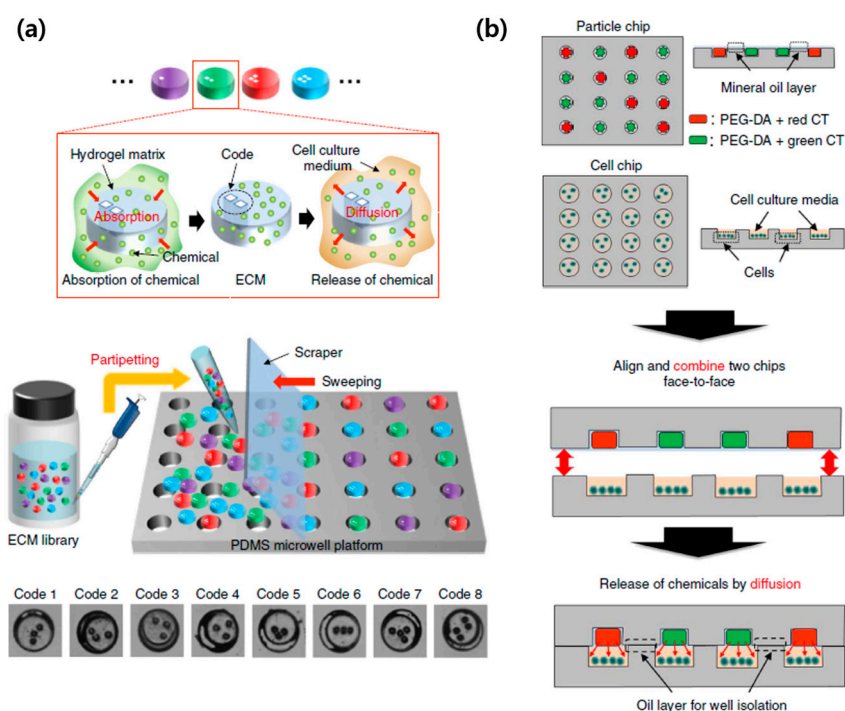 (a)
Hydrogel matrix
Code
Cell culture
medium
Absorption
Diffusion
Chemical
Absorption of chemical
ECM
Release of chemical
Partipetting
Scraper
Sweeping
ECM library
PDMS microwell platform
Code 1 Code 2 Code 3 Code 4 Code 5 Code 6 Code 7 Code 8
(b)
Particle chip
Mineral oil layer
: PEG-DA + red CT
: PEG-DA + green CT
Cell chip
Cell culture media
Cells
Align and combine two chips
face-to-face
Release of chemicals by diffusion
Oil layer for well isolation